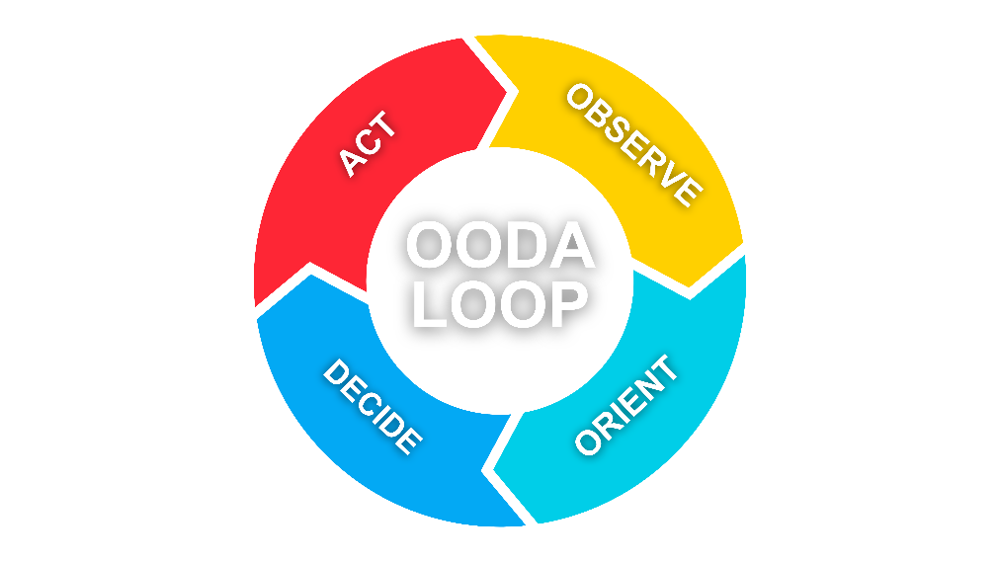 OBSERVE
ORIENT
DECIDE
ACT
OODA
LOOP